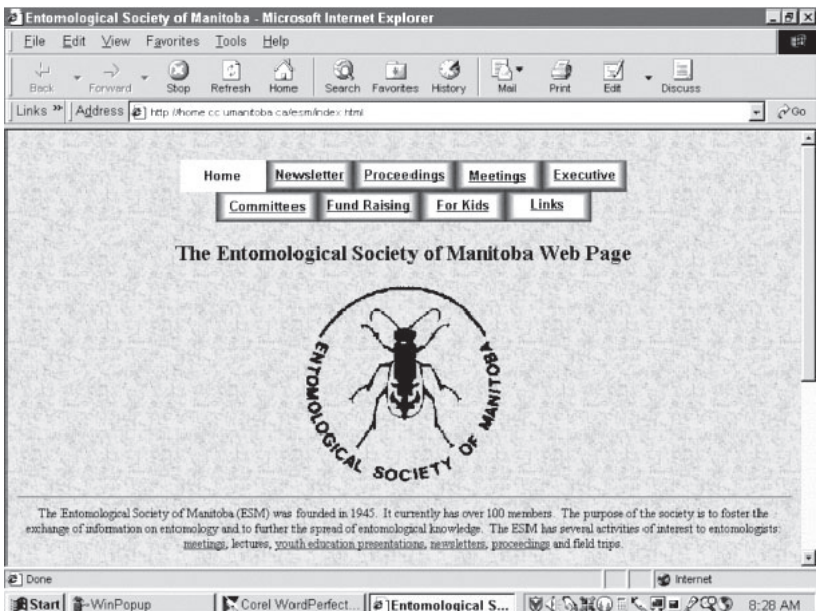 Entomological Society of Manitoba - Microsoft Internet Explorer
File Edit View Favorites Tools Help
Back Forward Stop Refresh Home Search Favorites History Mail Print Edit Discuss
Links » Address http://home.cc.umanitoba.ca/esm/index.html Go
Home Newsletter Proceedings Meetings Executive
Committees Fund Raising For Kids Links
The Entomological Society of Manitoba Web Page
ENTOMOLOGICAL SOCIETY OF MANITOBA
The Entomological Society of Manitoba (ESM) was founded in 1945. It currently has over 100 members. The purpose of the society is to foster the
exchange of information on entomology and to further the spread of entomological knowledge. The ESM has several activities of interest to entomologists:
meetings, lectures, youth education presentations, newsletters, proceedings and field trips.
Done Internet
Start WinPopup Corel WordPerfect... Entomological S... 8:28 AM